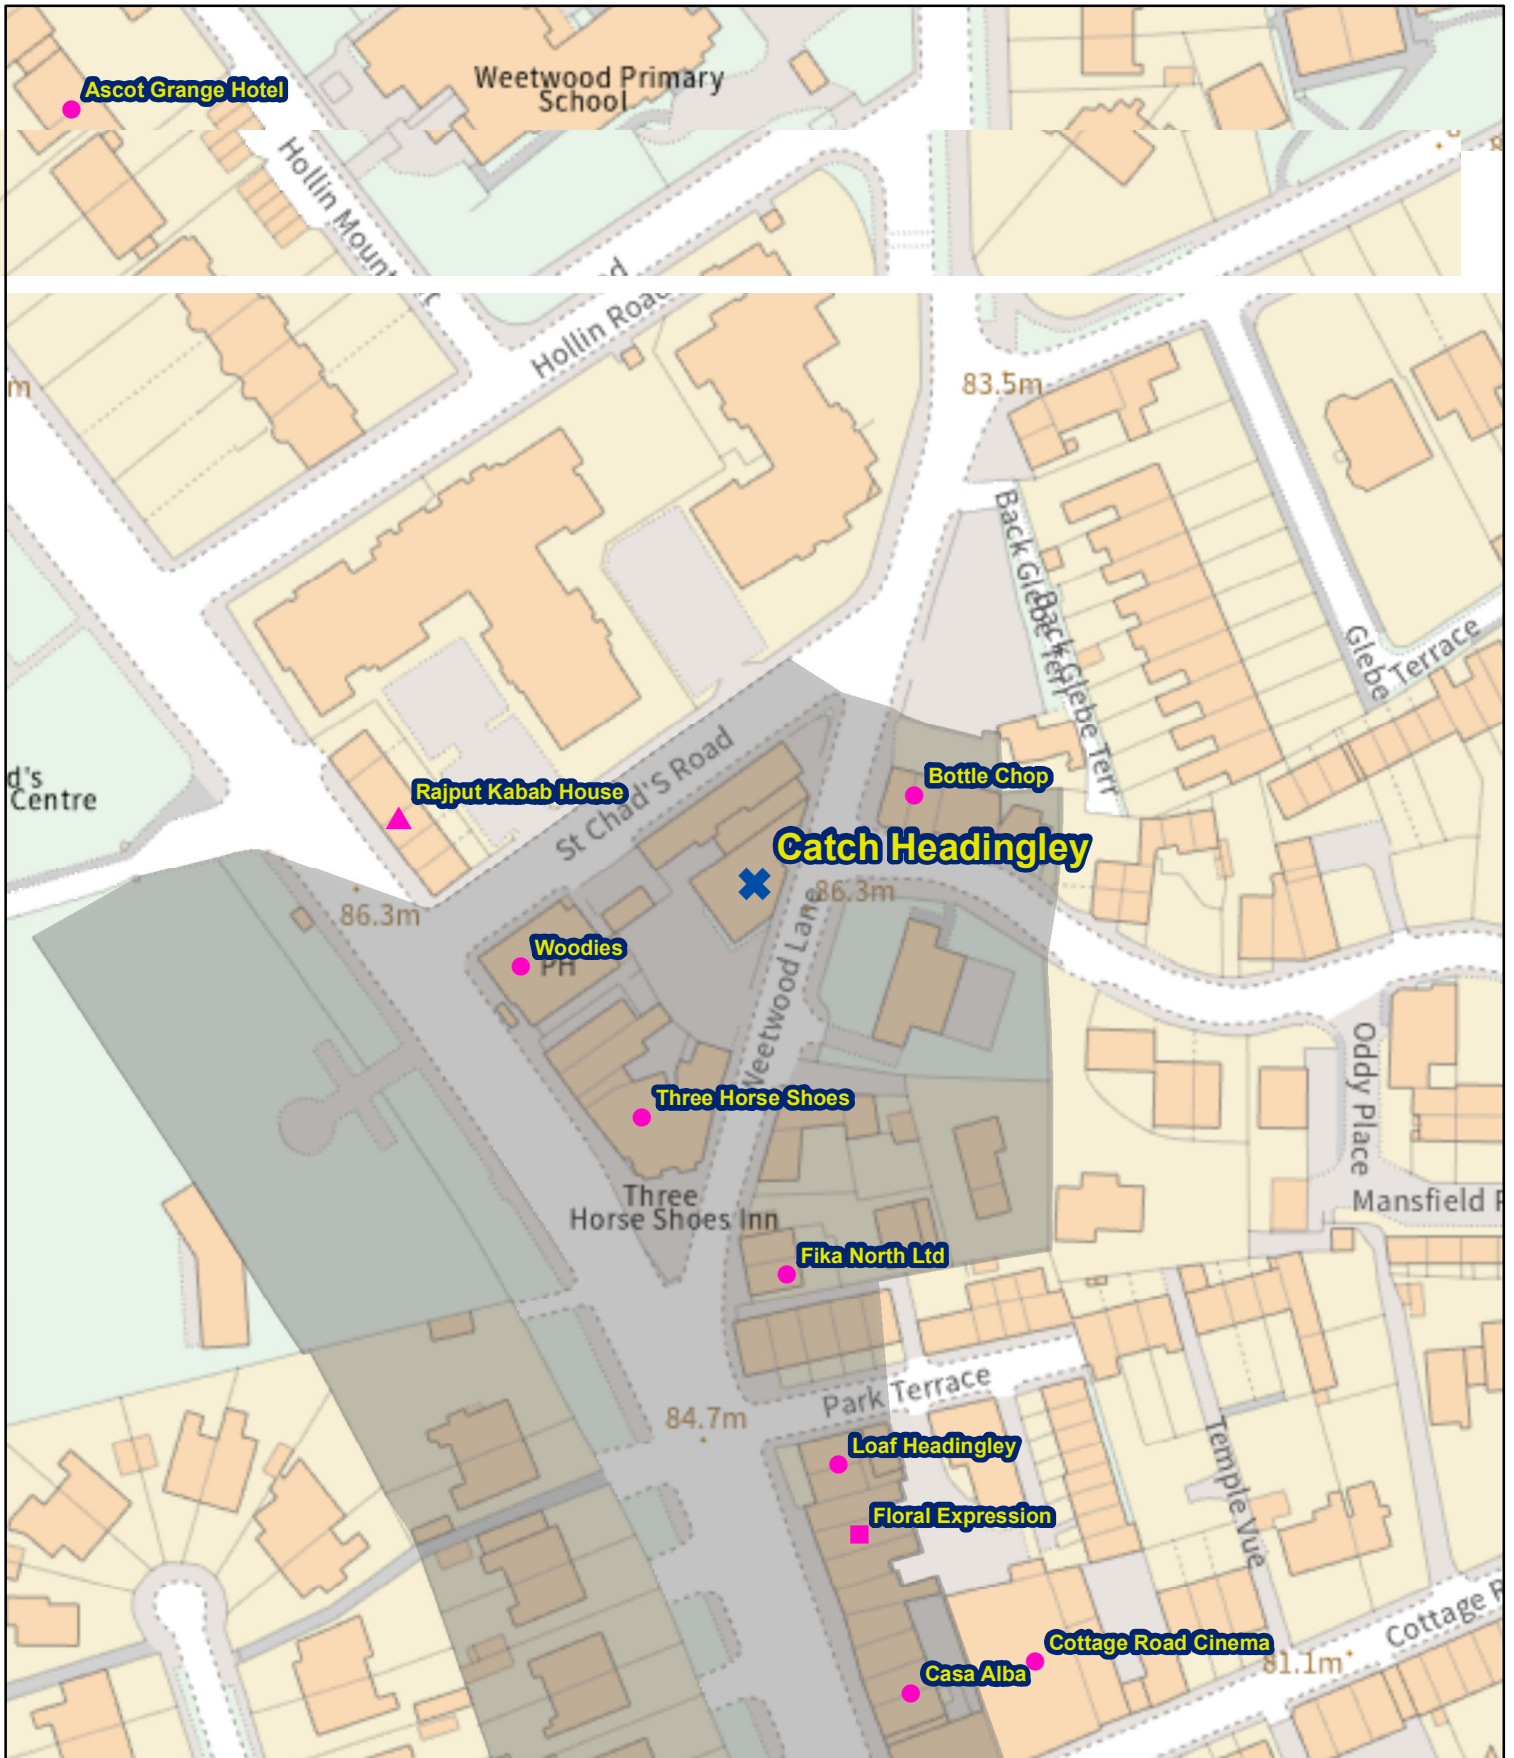 Ascot Grange Hotel
Weetwood Primary
School
Hollin Mount
Hollin Road
83.5m
Back Glebe Terr
Back Glebe Terr
Glebe
Terrace
St Chad'S Road
d's
Centre
Rajput Kabab House
Bottle Chop
Catch Headingley
86.3m
86.3m
Woodies
PH
Weetwood Lane
Three Horse Shoes
Oddy Place
Three
Horse Shoes Inn
Mansfield
Fika North Ltd
Park Terrace
84.7m
Loaf Headingley
Temple Vue
Floral Expression
Cottage R
Cottage Road Cinema
81.1m
Casa Alba